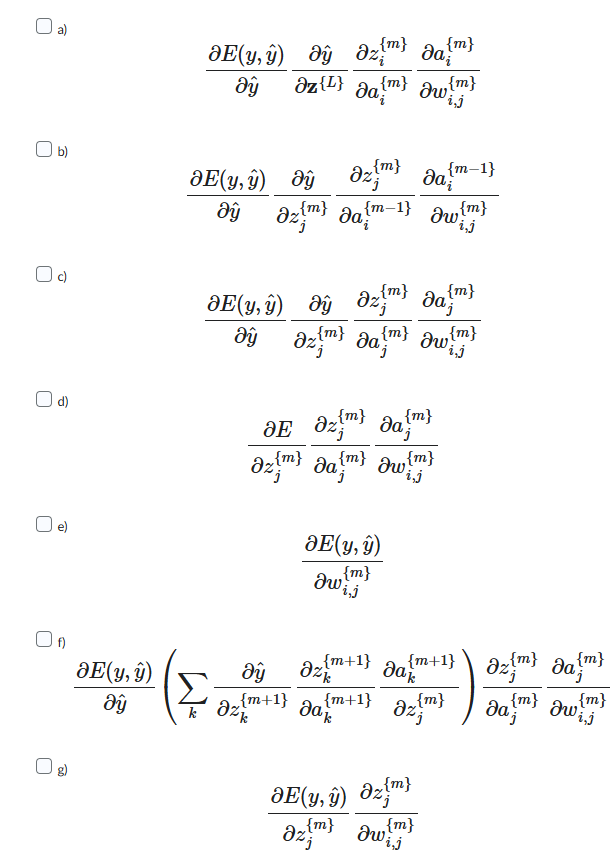 a)
∂E(y, ŷ)/∂ŷ ∂ŷ/∂𝐳^{L} ∂z_i^{m}/∂a_i^{m} ∂a_i^{m}/∂w_{i,j}^{m}
b)
∂E(y, ŷ)/∂ŷ ∂ŷ/∂z_j^{m} ∂z_j^{m}/∂a_i^{m−1} ∂a_i^{m−1}/∂w_{i,j}^{m}
c)
∂E(y, ŷ)/∂ŷ ∂ŷ/∂z_j^{m} ∂z_j^{m}/∂a_j^{m} ∂a_j^{m}/∂w_{i,j}^{m}
d)
∂E/∂z_j^{m} ∂z_j^{m}/∂a_j^{m} ∂a_j^{m}/∂w_{i,j}^{m}
e)
∂E(y, ŷ)/∂w_{i,j}^{m}
f)
∂E(y, ŷ)/∂ŷ (∑_k ∂ŷ/∂z_k^{m+1} ∂z_k^{m+1}/∂a_k^{m+1} ∂a_k^{m+1}/∂z_j^{m}) ∂z_j^{m}/∂a_j^{m} ∂a_j^{m}/∂w_{i,j}^{m}
g)
∂E(y, ŷ)/∂z_j^{m} ∂z_j^{m}/∂w_{i,j}^{m}